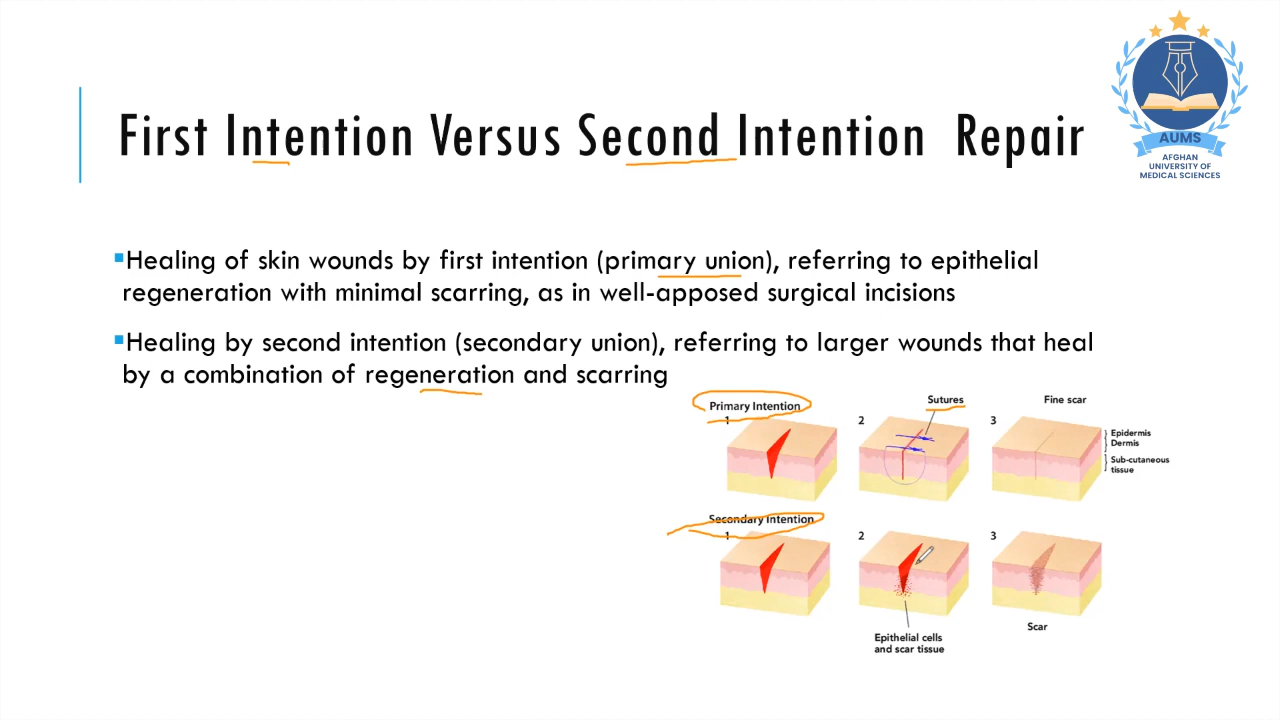 First Intention Versus Second Intention Repair
AUMS
AFGHAN
UNIVERSITY OF
MEDICAL SCIENCES
▪Healing of skin wounds by first intention (primary union), referring to epithelial
regeneration with minimal scarring, as in well-apposed surgical incisions
▪Healing by second intention (secondary union), referring to larger wounds that heal
by a combination of regeneration and scarring
Primary Intention
Sutures
Fine scar
1
2
3
Epidermis
Dermis
Sub-cutaneous
tissue
Secondary Intention
1
2
3
Epithelial cells
and scar tissue
Scar